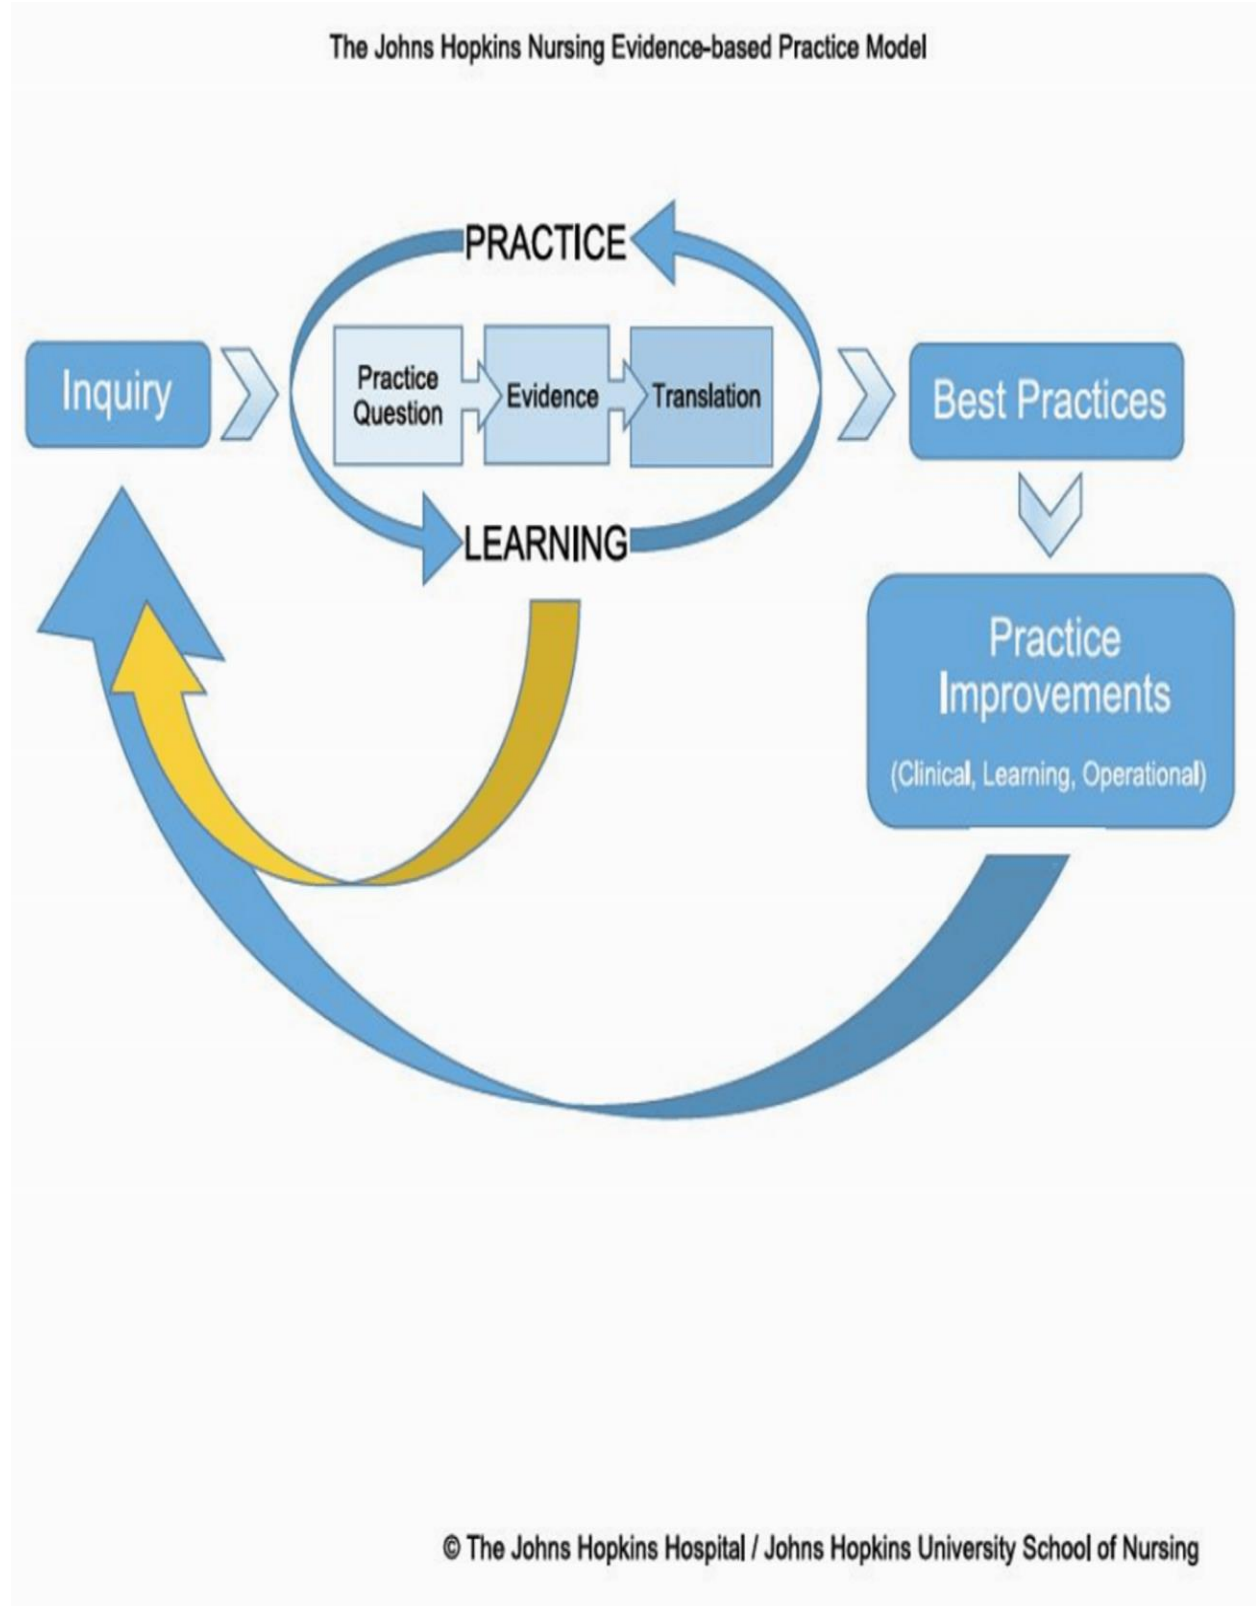 The Johns Hopkins Nursing Evidence-based Practice Model
PRACTICE
Inquiry
Practice
Question
Evidence
Translation
Best Practices
LEARNING
Practice
Improvements
(Clinical, Learning, Operational)
© The Johns Hopkins Hospital / Johns Hopkins University School of Nursing